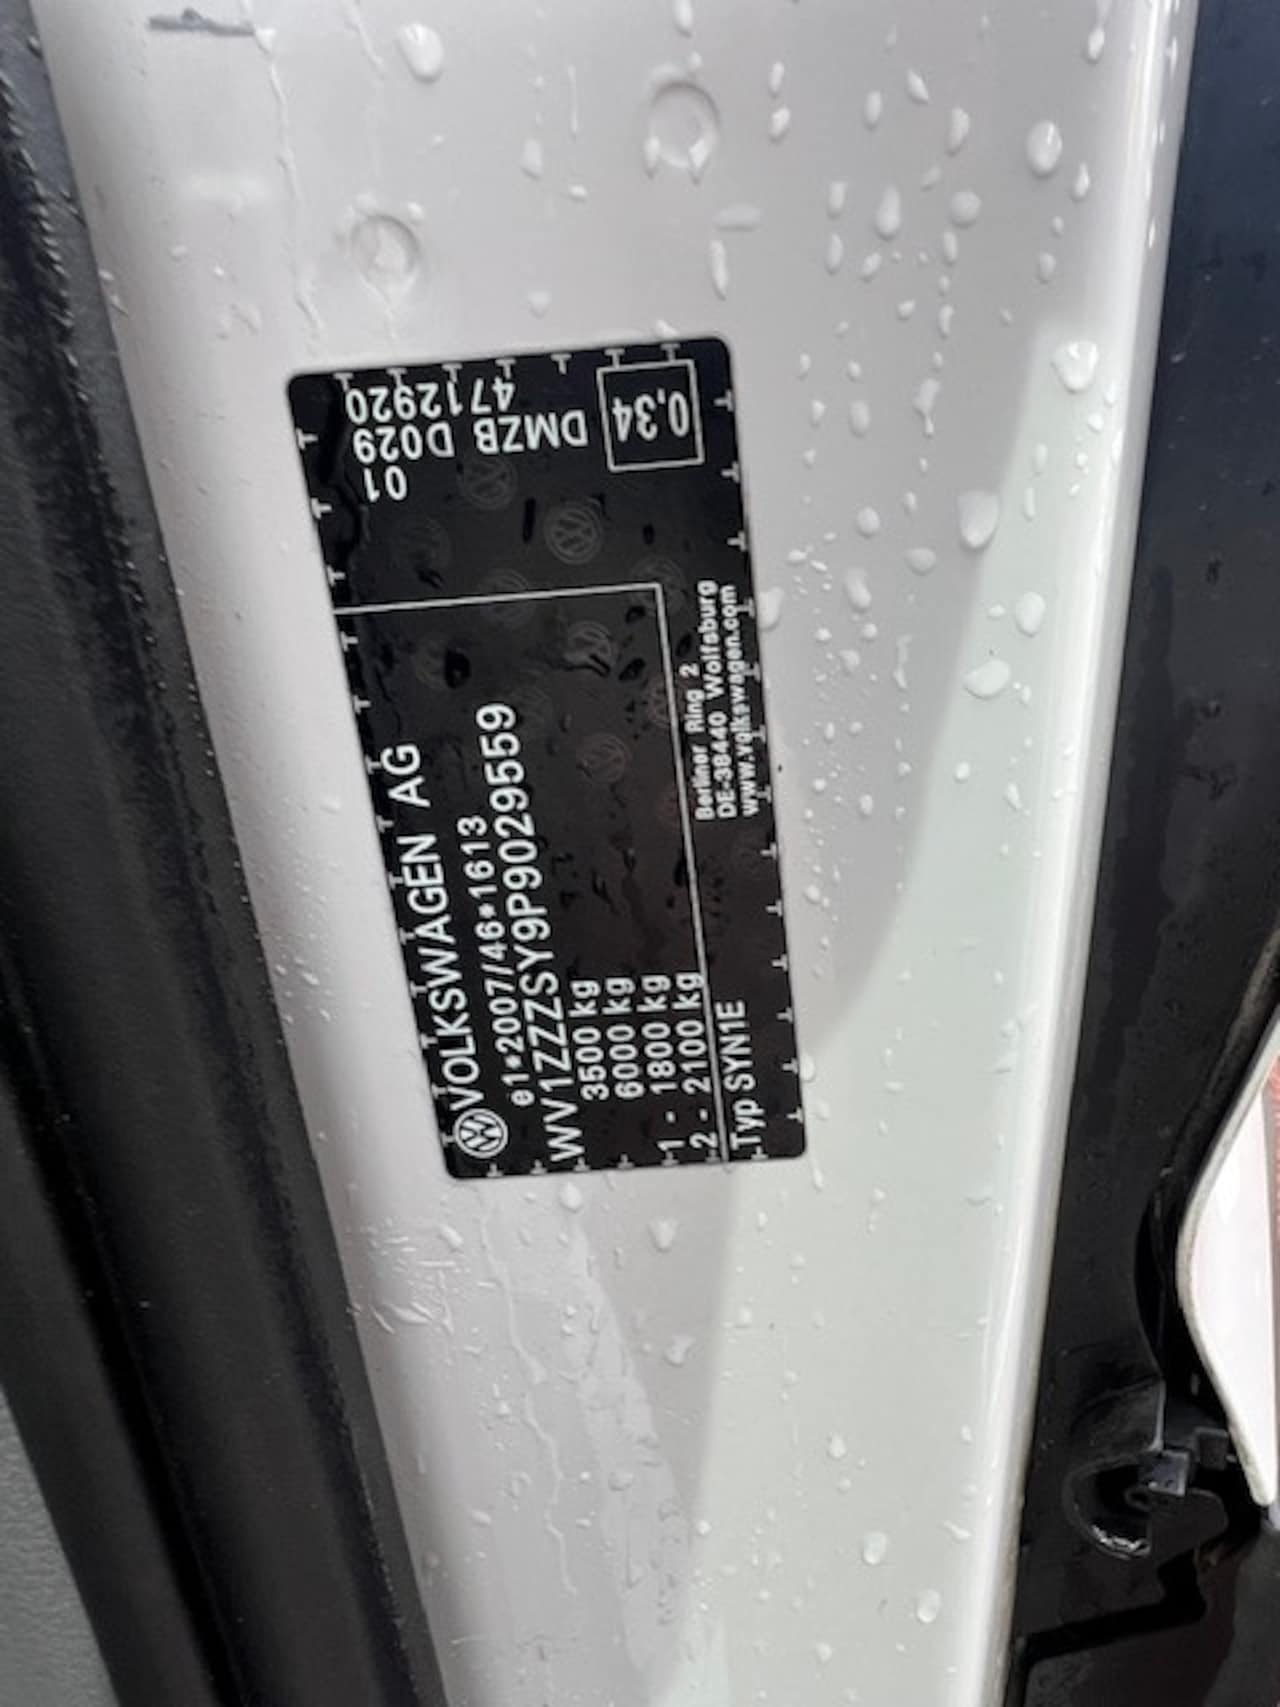 VOLKSWAGEN AG
e1*2007/46*1613
WV1ZZZSY9P9029559
3500 kg
6000 kg
1 - 1800 kg
2 - 2100 kg
Typ SYN1E
Berliner Ring 2
DE-38440 Wolfsburg
www.volkswagen.com
0,34
DMZB 4712920
D029
01